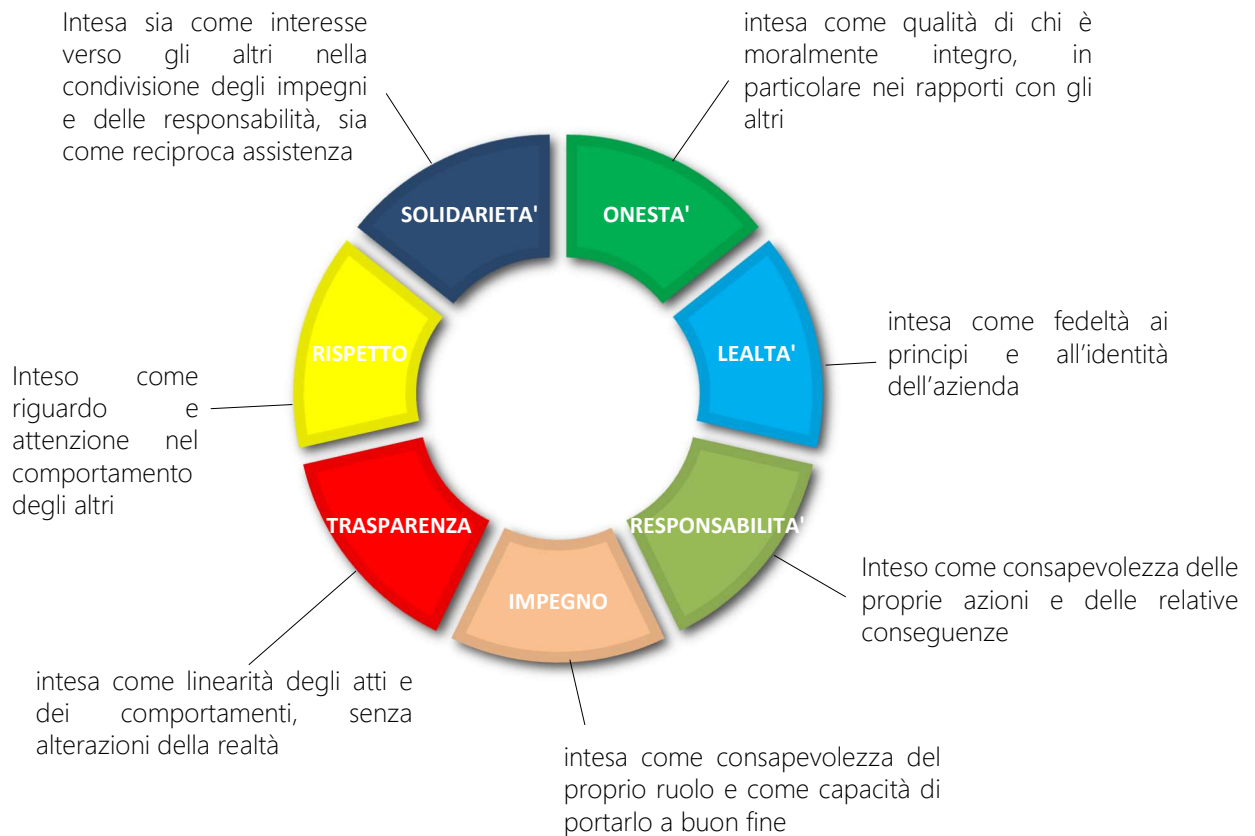 Intesa sia come interesse
verso gli altri nella
condivisione degli impegni
e delle responsabilità, sia
come reciproca assistenza
intesa come qualità di chi è
moralmente integro, in
particolare nei rapporti con gli
altri
SOLIDARIETA'
ONESTA'
RISPETTO
LEALTA'
intesa come fedeltà ai
principi e all’identità
dell’azienda
Inteso come
riguardo e
attenzione nel
comportamento
degli altri
TRASPARENZA
RESPONSABILITA'
IMPEGNO
Inteso come consapevolezza delle
proprie azioni e delle relative
conseguenze
intesa come linearità degli atti e
dei comportamenti, senza
alterazioni della realtà
intesa come consapevolezza del
proprio ruolo e come capacità di
portarlo a buon fine